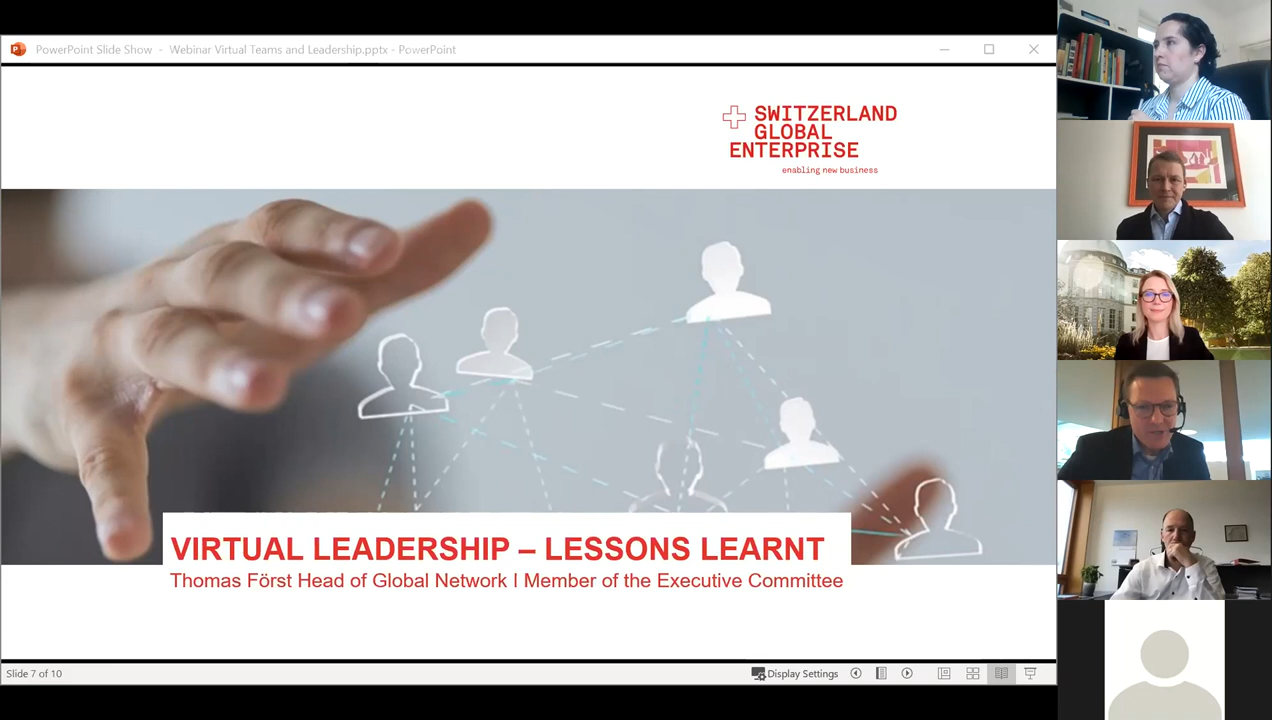 PowerPoint Slide Show - Webinar Virtual Teams and Leadership.pptx - PowerPoint
SWITZERLAND
GLOBAL
ENTERPRISE
enabling new business
VIRTUAL LEADERSHIP – LESSONS LEARNT
Thomas Först Head of Global Network I Member of the Executive Committee
Slide 7 of 10
Display Settings